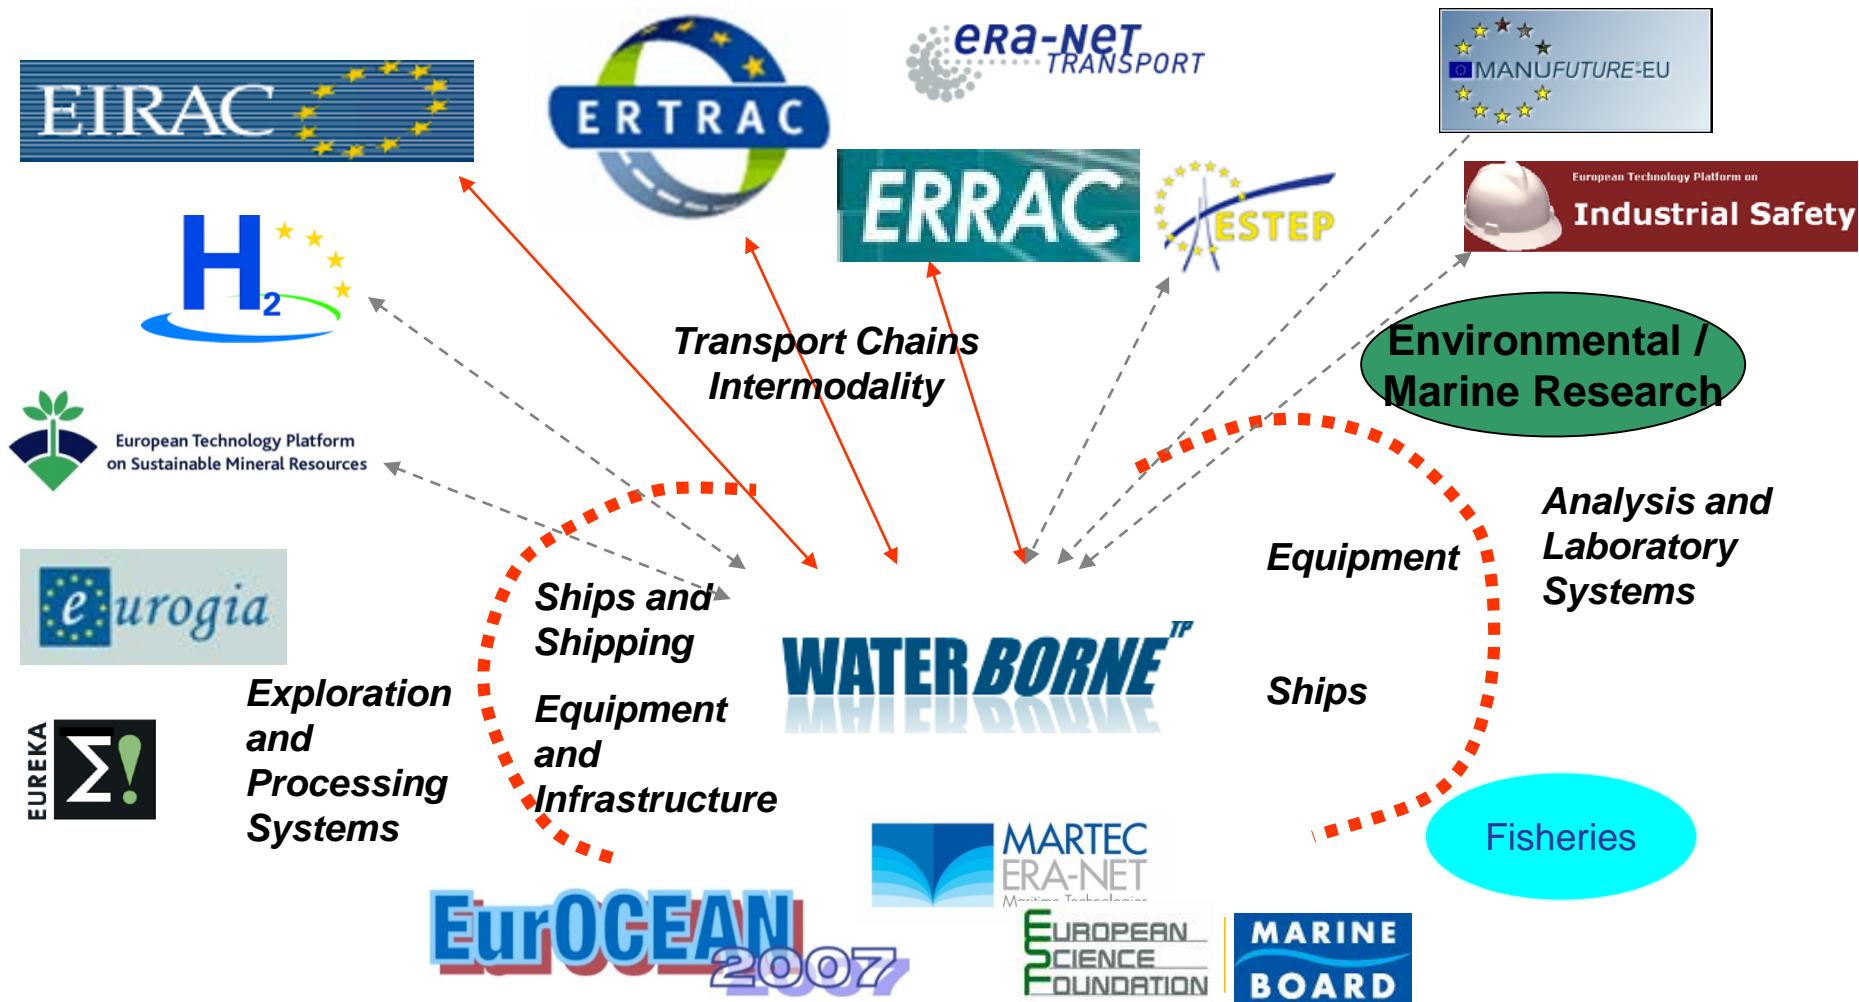 EIRAC
ERTRAC
eRa-NeT
TRANSPORT
MANUFUTURE-EU
ERRAC
ESTEP
European Technology Platform on
Industrial Safety
H2
Transport Chains
Intermodality
Environmental /
Marine Research
European Technology Platform
on Sustainable Mineral Resources
Analysis and
Laboratory
Systems
Equipment
eurogia
Ships and
Shipping
WATERBORNE TP
Ships
Exploration
and
Processing
Systems
Equipment
and
Infrastructure
EUREKA
Σ!
Fisheries
MARTEC
ERA-NET
Maritime Technologies
EurOCEAN
2007
EUROPEAN
SCIENCE
FOUNDATION
MARINE
BOARD